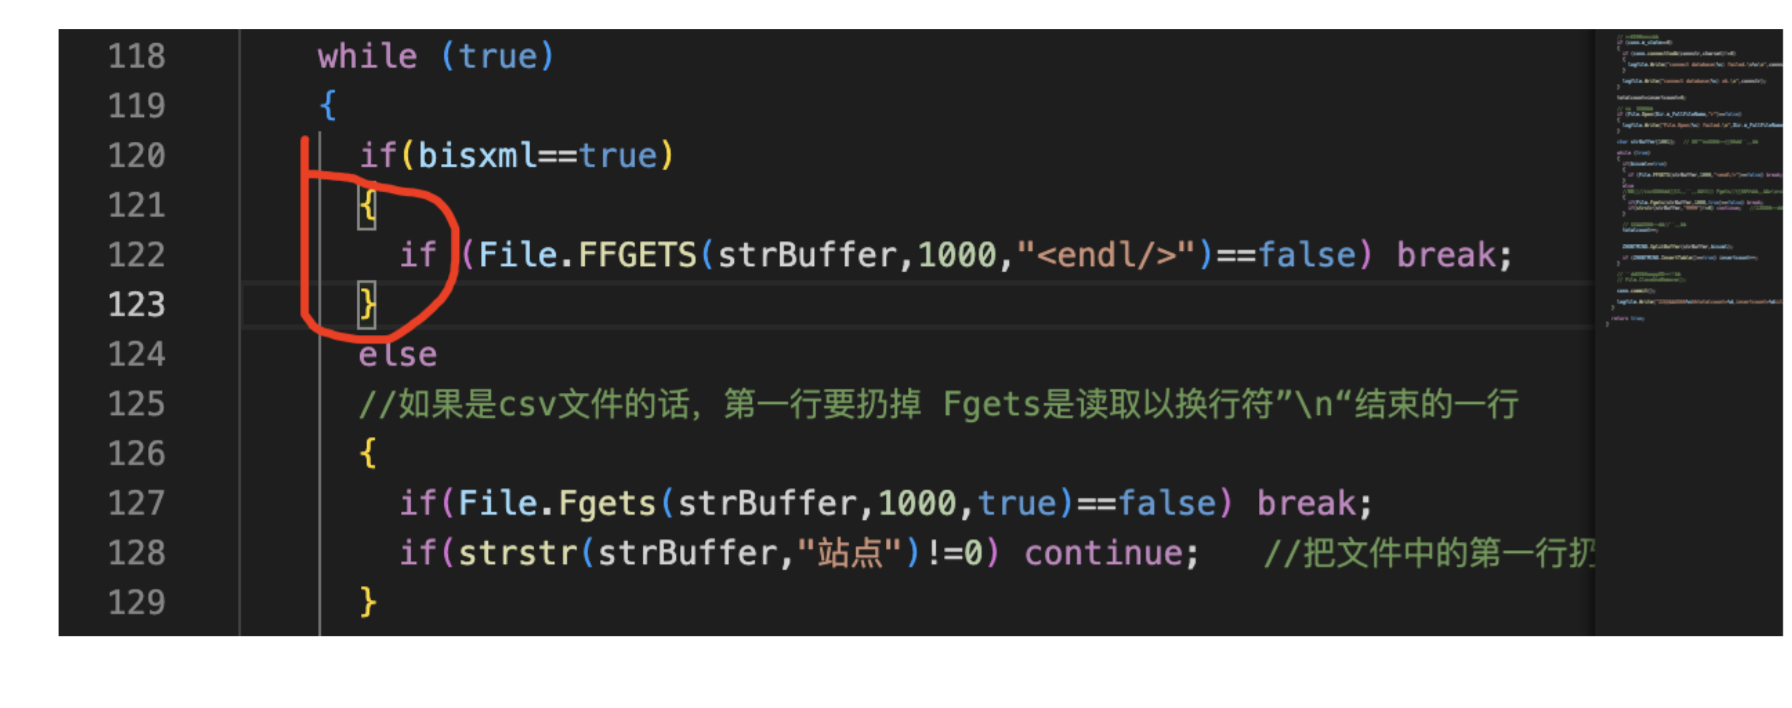 118 while (true)
119 {
120 if(bisxml==true)
121 {
122 if (File.FFGETS(strBuffer,1000,"<endl/>")==false) break;
123 }
124 else
125 //如果是csv文件的话，第一行要扔掉 Fgets是读取以换行符”\n“结束的一行
126 {
127 if(File.Fgets(strBuffer,1000,true)==false) break;
128 if(strstr(strBuffer,"站点")!=0) continue; //把文件中的第一行扔
129 }